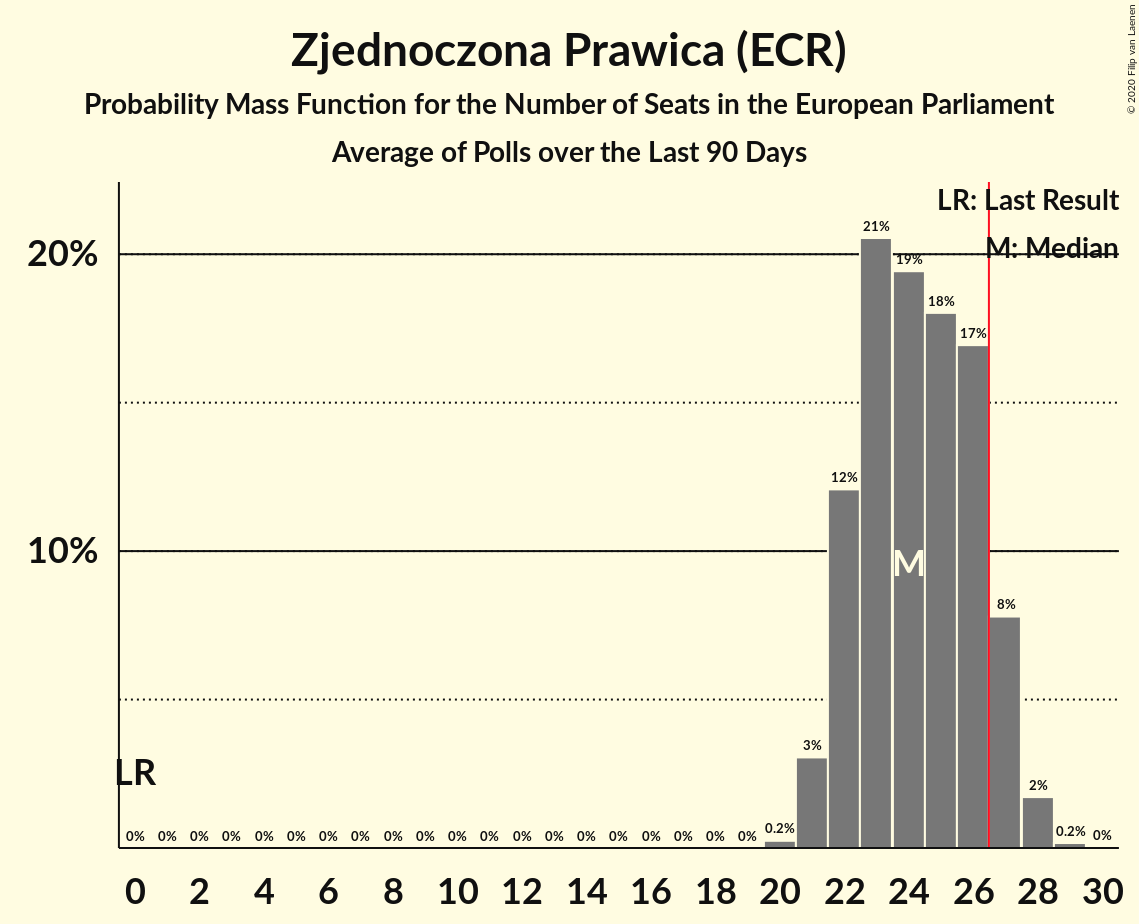 Zjednoczona Prawica (ECR)
Probability Mass Function for the Number of Seats in the European Parliament
Average of Polls over the Last 90 Days
© 2020 Filip van Laenen
LR: Last Result
M: Median
20%
10%
21%
19%
18%
17%
12%
8%
3%
2%
0.2%
0.2%
M
LR
0% 0% 0% 0% 0% 0% 0% 0% 0% 0% 0% 0% 0% 0% 0% 0% 0% 0% 0% 0% 0%
0 2 4 6 8 10 12 14 16 18 20 22 24 26 28 30